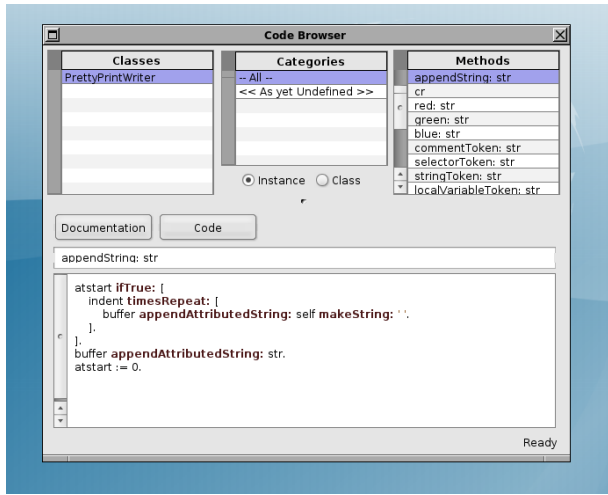 Code Browser
Classes
PrettyPrintWriter
Categories
-- All --
<< As yet Undefined >>
Instance Class
Methods
appendString: str
cr
red: str
green: str
blue: str
commentToken: str
selectorToken: str
stringToken: str
localVariableToken: str
Documentation Code
appendString: str
atstart ifTrue: [
indent timesRepeat: [
buffer appendAttributedString: self makeString: ' '.
].
].
buffer appendAttributedString: str.
atstart := 0.
Ready